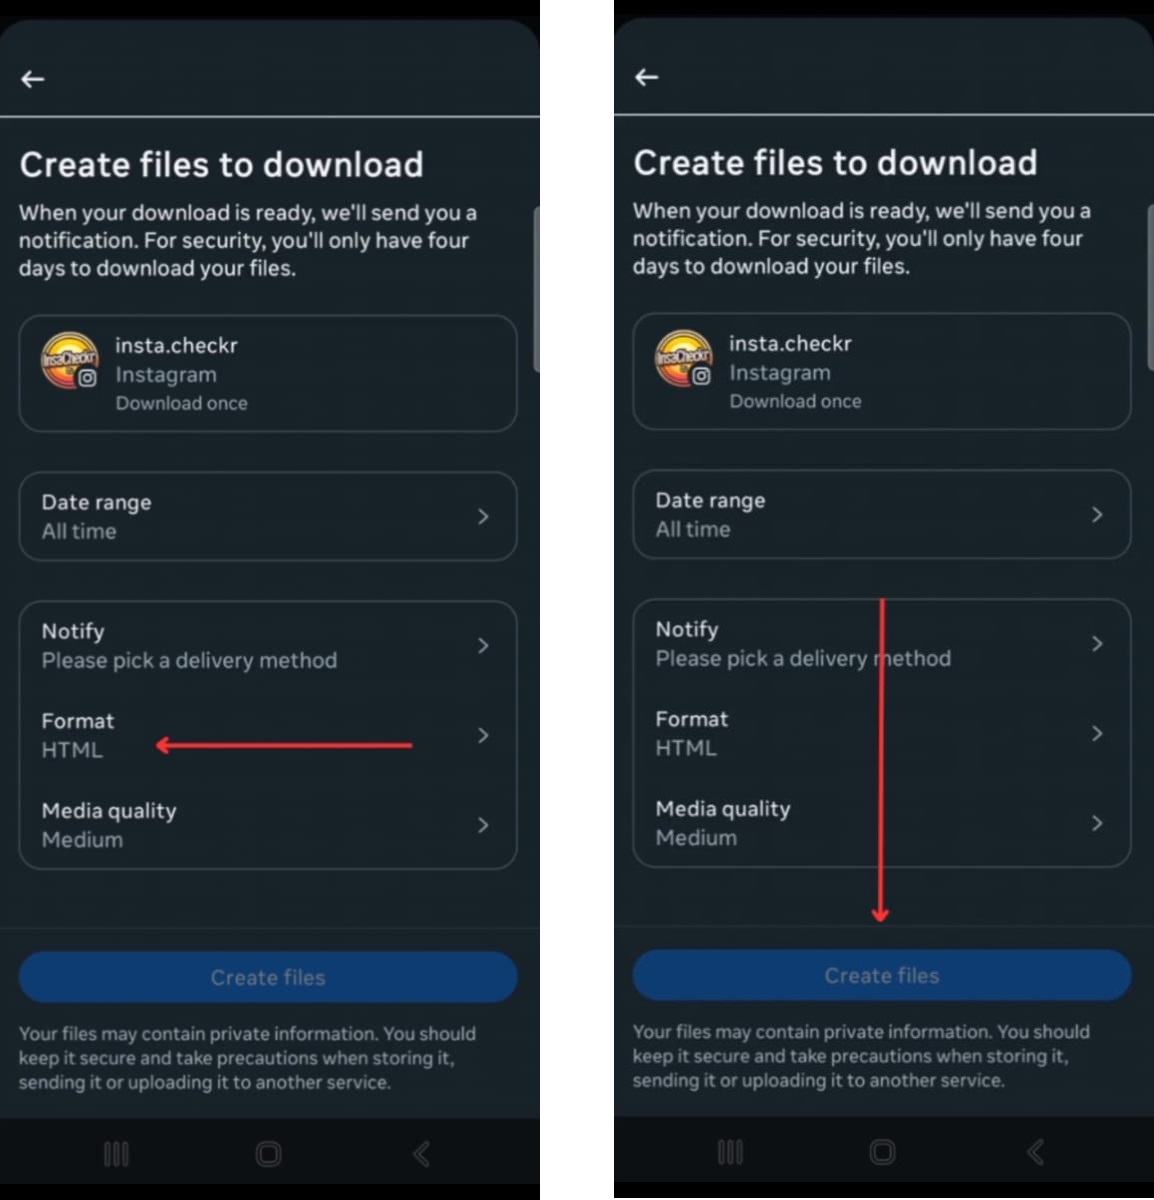 Create files to download
When your download is ready, we'll send you a
notification. For security, you'll only have four
days to download your files.
InsaCheckr
insta.checkr
Instagram
Download once
Date range
All time
Notify
Please pick a delivery method
Format
HTML
Media quality
Medium
Create files
Your files may contain private information. You should
keep it secure and take precautions when storing it,
sending it or uploading it to another service.
Create files to download
When your download is ready, we'll send you a
notification. For security, you'll only have four
days to download your files.
InsaCheckr
insta.checkr
Instagram
Download once
Date range
All time
Notify
Please pick a delivery method
Format
HTML
Media quality
Medium
Create files
Your files may contain private information. You should
keep it secure and take precautions when storing it,
sending it or uploading it to another service.